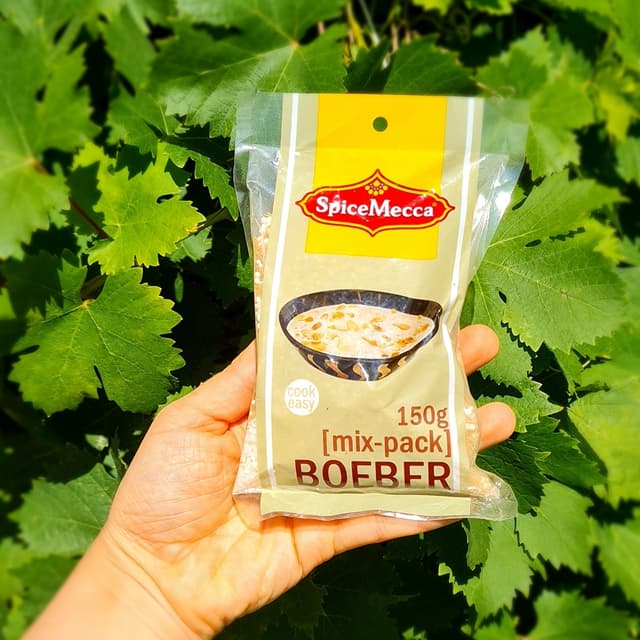 SpiceMecca
cook
easy
150g
[mix-pack]
BOEBER